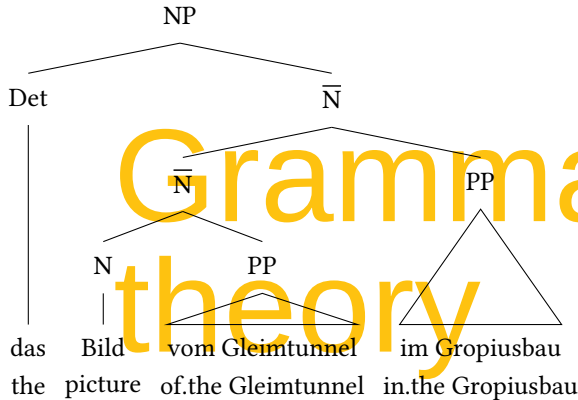 NP
Det N̅
N̅ PP
N PP
das Bild vom Gleimtunnel im Gropiusbau
the picture of.the Gleimtunnel in.the Gropiusbau
Gramma
theory